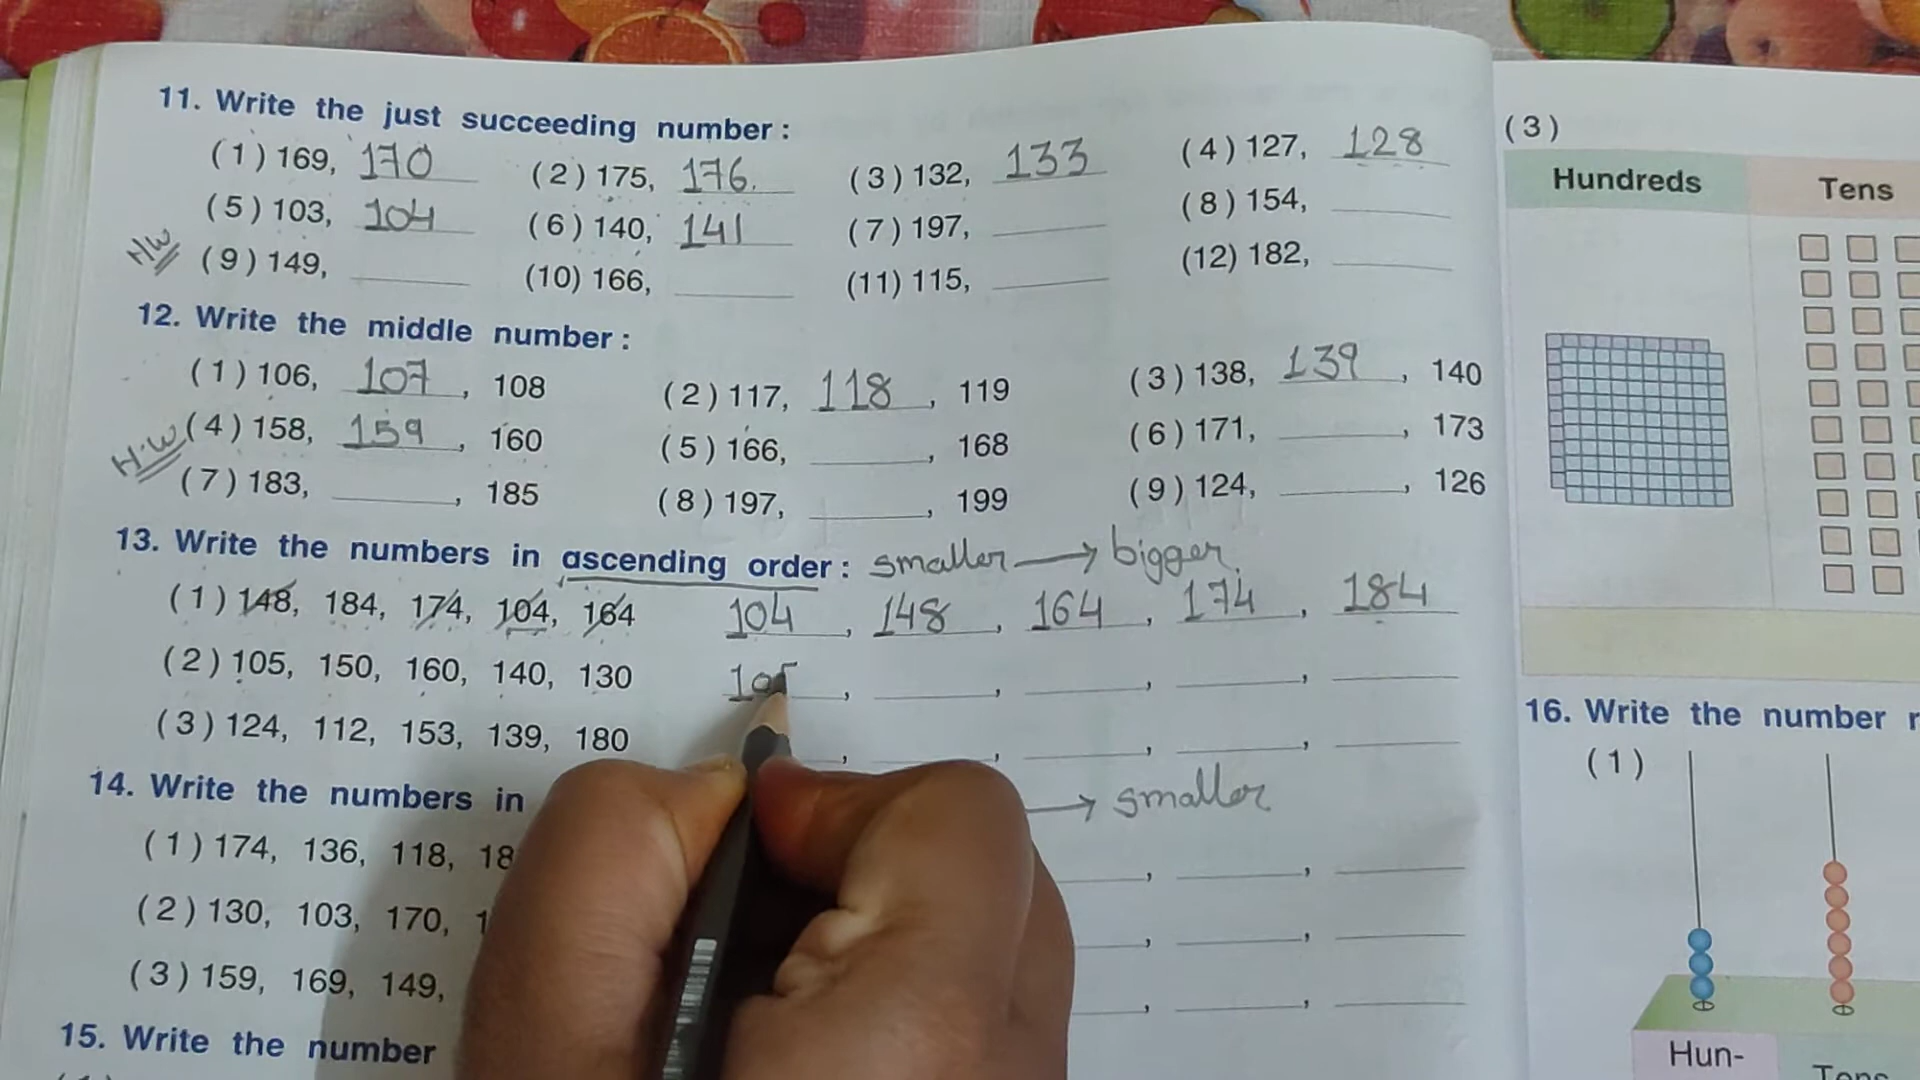 11. Write the just succeeding number :
(1) 169, 170 (2) 175, 176. (3) 132, 133 (4) 127, 128
(5) 103, 104 (6) 140, 141 (7) 197, (8) 154,
H/W (9) 149, (10) 166, (11) 115, (12) 182,
12. Write the middle number :
(1) 106, 107, 108 (2) 117, 118, 119 (3) 138, 139, 140
(4) 158, 159, 160 (5) 166, , 168 (6) 171, , 173
H.W (7) 183, , 185 (8) 197, , 199 (9) 124, , 126
13. Write the numbers in ascending order : smaller → bigger.
(1) 148, 184, 174, 104, 164 104, 148, 164, 174, 184
(2) 105, 150, 160, 140, 130 105, , , ,
(3) 124, 112, 153, 139, 180 , , , ,
14. Write the numbers in → smaller
(1) 174, 136, 118, 18 , ,
(2) 130, 103, 170, 1 , ,
(3) 159, 169, 149, , ,
15. Write the number
(3)
Hundreds Tens
16. Write the number
(1)
Hun- Tens